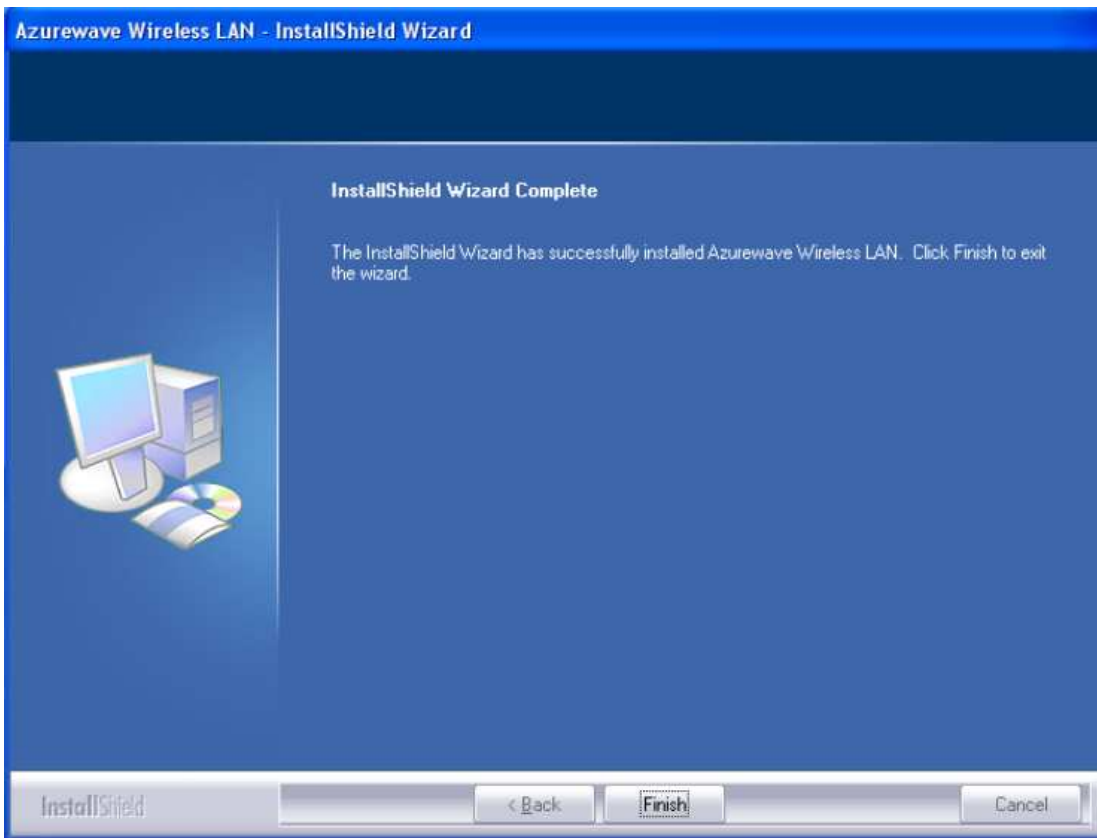 Azurewave Wireless LAN - InstallShield Wizard
InstallShield Wizard Complete
The InstallShield Wizard has successfully installed Azurewave Wireless LAN. Click Finish to exit
the wizard.
InstallShield
< Back
Finish
Cancel